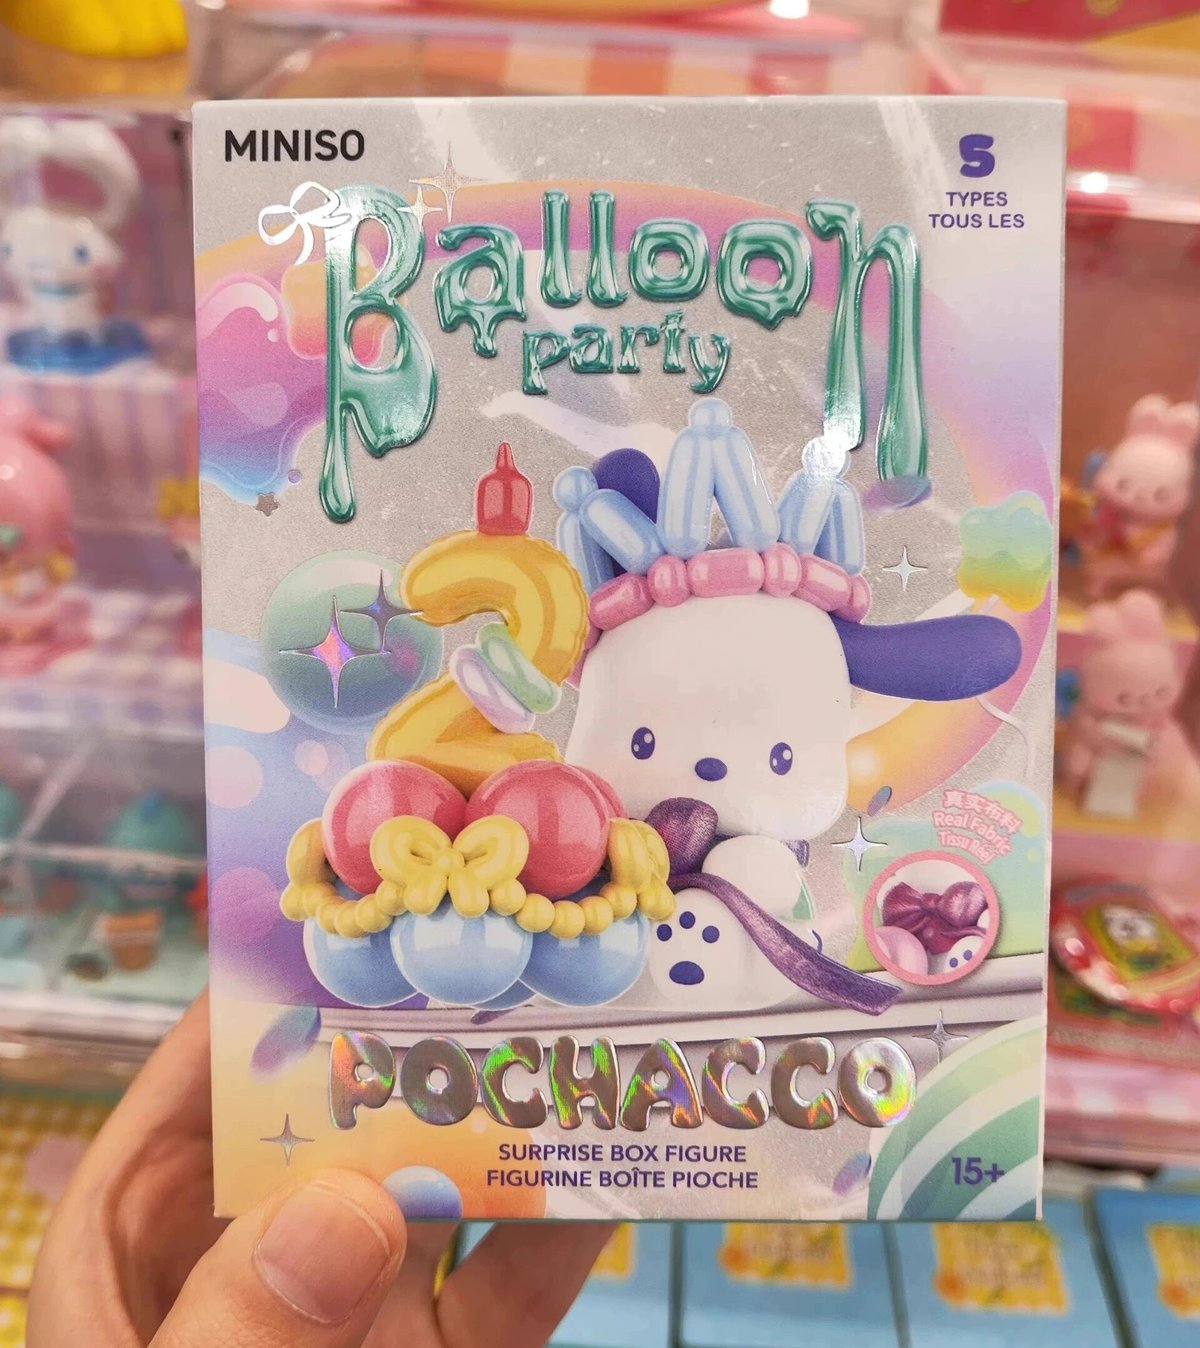 MINISO
5
TYPES
TOUS LES
Balloon
party
2
真实布料
Real Fabric
Tissu Réel
POCHACCO
SURPRISE BOX FIGURE
FIGURINE BOÎTE PIOCHE
15+